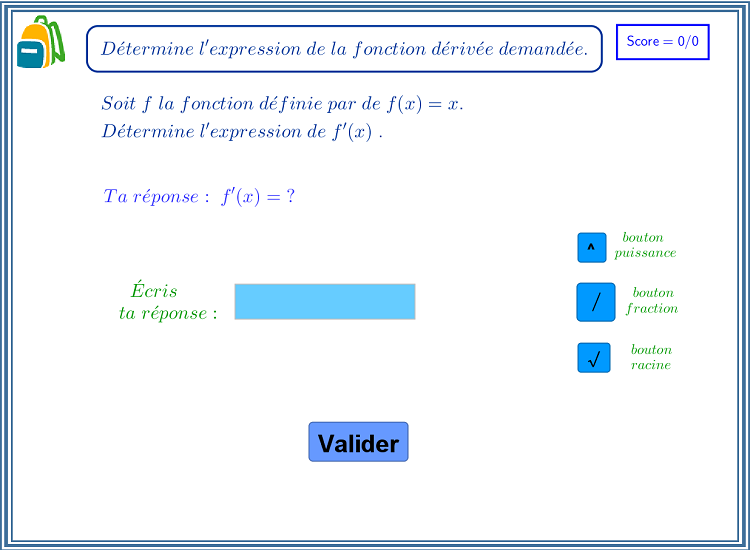 Détermine l'expression de la fonction dérivée demandée.
Score = 0/0
Soit f la fonction définie par de f(x) = x.
Détermine l'expression de f'(x) .
Ta réponse : f'(x) = ?
^
bouton
puissance
Écris
ta réponse :
/
bouton
fraction
√
bouton
racine
Valider